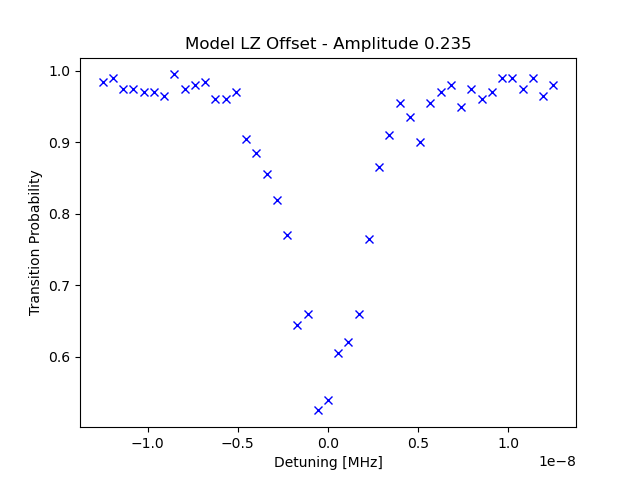 Model LZ Offset - Amplitude 0.235
1.0
0.9
0.8
0.7
0.6
Transition Probability
−1.0 −0.5 0.0 0.5 1.0
1e−8
Detuning [MHz]